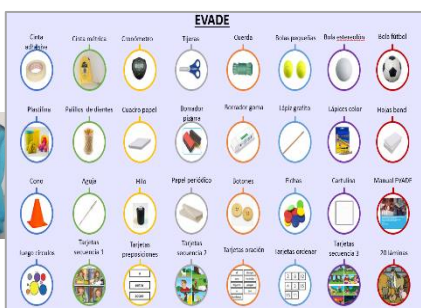 EVADE
Cinta adhesiva
Cinta métrica
Cronómetro
Tijeras
Cuerda
Bolas pequeñas
Bola estereofón
Bola fútbol
Plastilina
Palillos de dientes
Cuadro papel
Borrador pizarra
Borrador goma
Lápiz grafito
Lápices color
Hojas bond
Cono
Aguja
Hilo
Papel periódico
Botones
Fichas
Cartulina
Manual EVADE
Juego círculos
Tarjetas secuencia 1
Tarjetas preposiciones
Tarjetas secuencia 2
Tarjetas oración
Tarjetas ordenar
Tarjetas secuencia 3
20 láminas